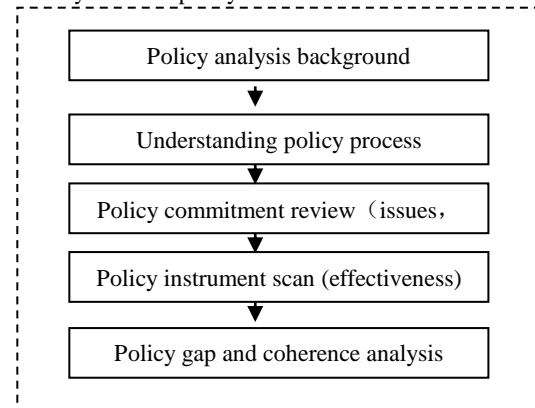 Policy analysis background
Understanding policy process
Policy commitment review（issues，
Policy instrument scan (effectiveness)
Policy gap and coherence analysis